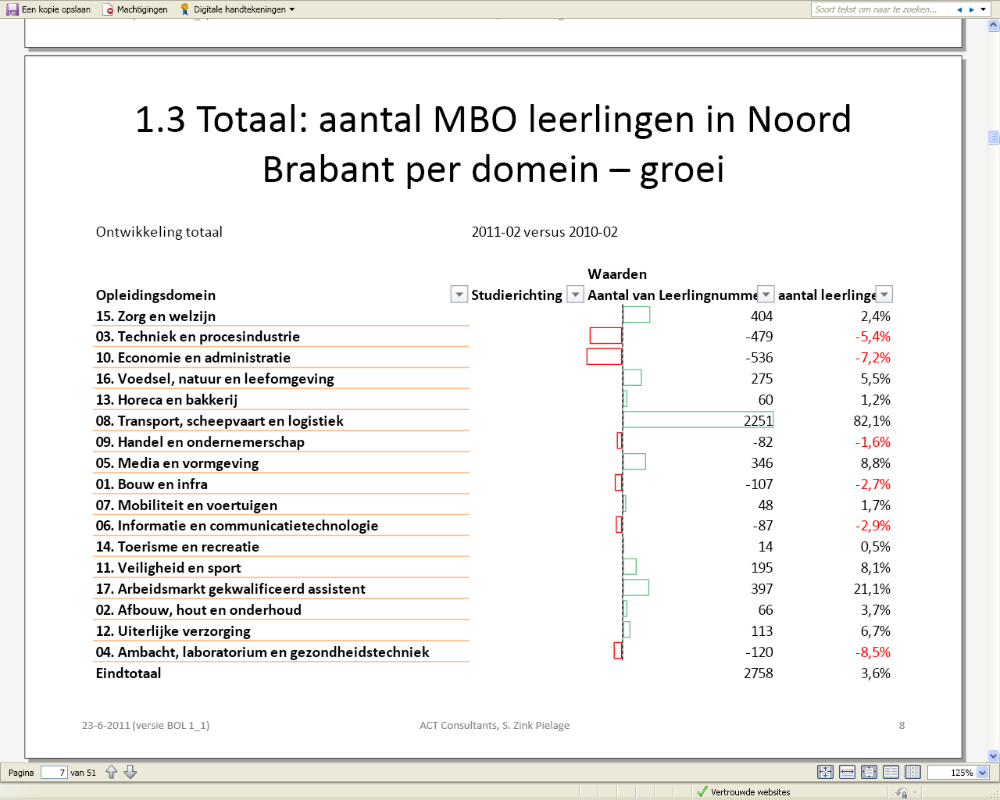 Een kopie opslaan Machtigingen Digitale handtekeningen Soort tekst om naar te zoeken...
1.3 Totaal: aantal MBO leerlingen in Noord
Brabant per domein – groei
Ontwikkeling totaal 2011-02 versus 2010-02
Waarden
Opleidingsdomein Studierichting Aantal van Leerlingnumme aantal leerlinge
15. Zorg en welzijn 404 2,4%
03. Techniek en procesindustrie -479 -5,4%
10. Economie en administratie -536 -7,2%
16. Voedsel, natuur en leefomgeving 275 5,5%
13. Horeca en bakkerij 60 1,2%
08. Transport, scheepvaart en logistiek 2251 82,1%
09. Handel en ondernemerschap -82 -1,6%
05. Media en vormgeving 346 8,8%
01. Bouw en infra -107 -2,7%
07. Mobiliteit en voertuigen 48 1,7%
06. Informatie en communicatietechnologie -87 -2,9%
14. Toerisme en recreatie 14 0,5%
11. Veiligheid en sport 195 8,1%
17. Arbeidsmarkt gekwalificeerd assistent 397 21,1%
02. Afbouw, hout en onderhoud 66 3,7%
12. Uiterlijke verzorging 113 6,7%
04. Ambacht, laboratorium en gezondheidstechniek -120 -8,5%
Eindtotaal 2758 3,6%
23-6-2011 (versie BOL 1_1) ACT Consultants, S. Zink Pielage 8
Pagina 7 van 51 125%
Vertrouwde websites